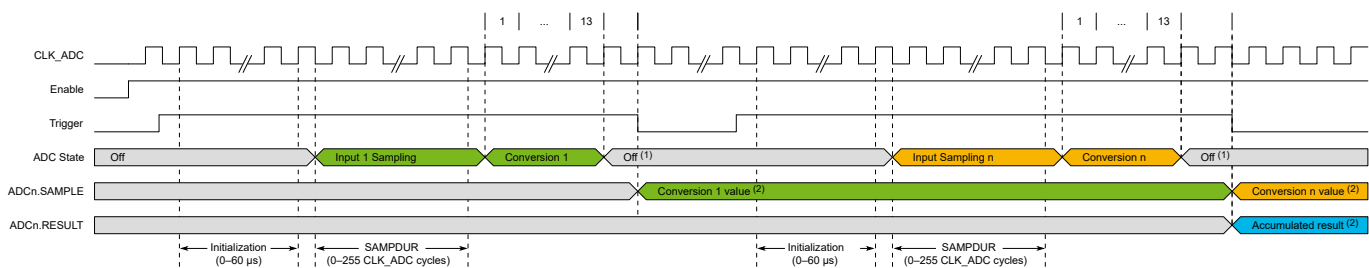 1 ... 13 1 ... 13
CLK_ADC
Enable
Trigger
ADC State Off Input 1 Sampling Conversion 1 Off (1) Input Sampling n Conversion n Off (1)
ADCn.SAMPLE Conversion 1 value (2) Conversion n value (2)
ADCn.RESULT Accumulated result (2)
Initialization SAMPDUR Initialization SAMPDUR
(0–60 µs) (0–255 CLK_ADC cycles) (0–60 µs) (0–255 CLK_ADC cycles)